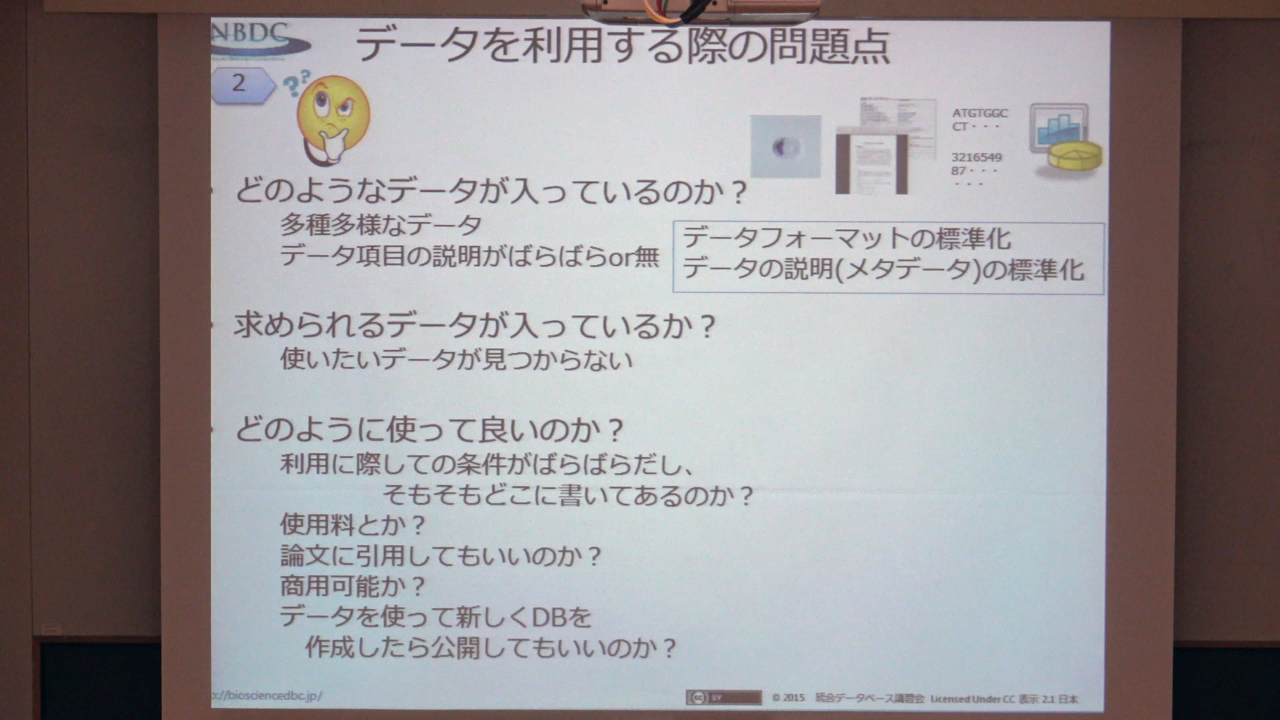 NBDC
データを利用する際の問題点
2
??
ATGTGGC
CT・・・
3216549
87・・・
・・・
どのようなデータが入っているのか？
多種多様なデータ
データ項目の説明がばらばらor無
データフォーマットの標準化
データの説明(メタデータ)の標準化
求められるデータが入っているか？
使いたいデータが見つからない
どのように使って良いのか？
利用に際しての条件がばらばらだし、
そもそもどこに書いてあるのか？
使用料とか？
論文に引用してもいいのか？
商用可能か？
データを使って新しくDBを
作成したら公開してもいいのか？
://biosciencedbc.jp/
cc BY
© 2015 統合データベース講習会 Licensed Under CC 表示 2.1 日本